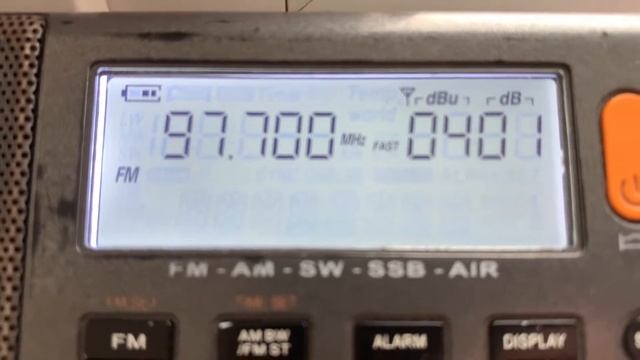 dBu dB
97.700 MHz FAST 0401
FM
FM - AM - SW - SSB - AIR
FM AM BW ALARM DISPLAY
/FM ST